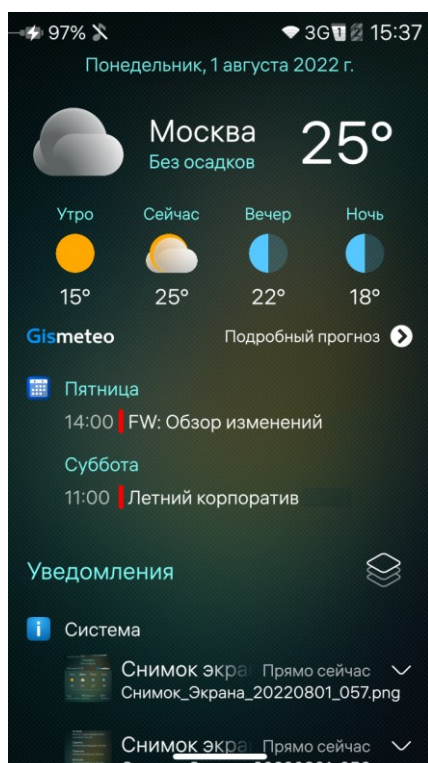 97% 3G 1 15:37
Понедельник, 1 августа 2022 г.
Москва 25°
Без осадков
Утро Сейчас Вечер Ночь
15° 25° 22° 18°
Gismeteo Подробный прогноз
Пятница
14:00 FW: Обзор изменений
Суббота
11:00 Летний корпоратив
Уведомления
i Система
Снимок экра Прямо сейчас
Снимок_Экрана_20220801_057.png
Снимок экра Прямо сейчас